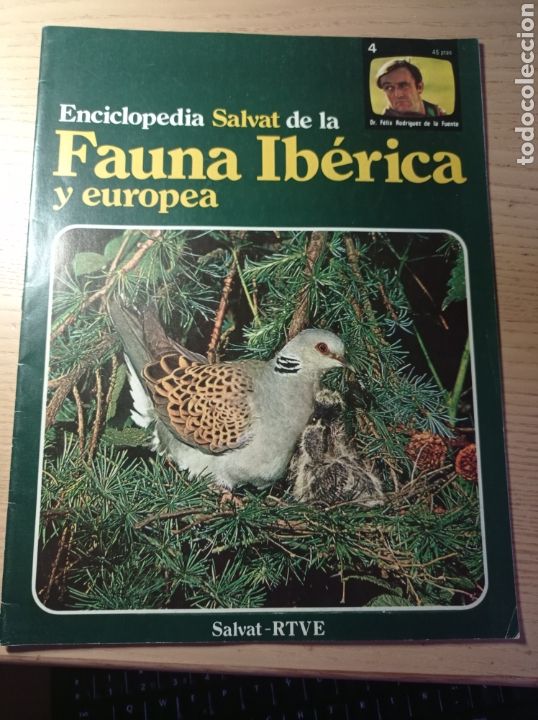 4
45 ptas
Dr. Félix Rodríguez de la Fuente
Enciclopedia Salvat de la
Fauna Ibérica
y europea
Salvat-RTVE
todocoleccion